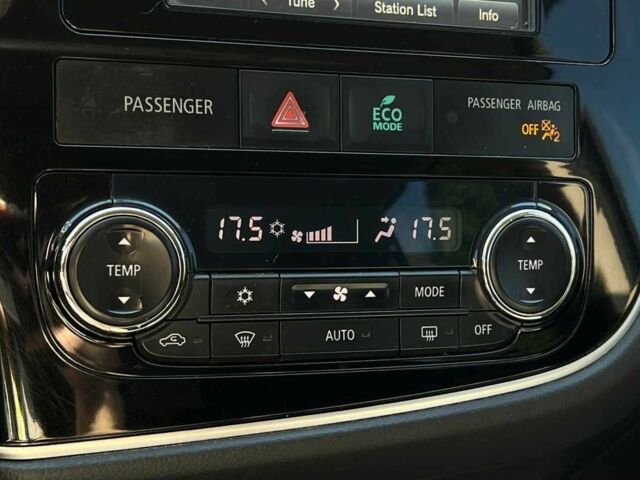 Tune Station List Info
PASSENGER
ECO
MODE
PASSENGER AIRBAG
OFF 2
17.5 17.5
TEMP
TEMP
MODE
AUTO
OFF